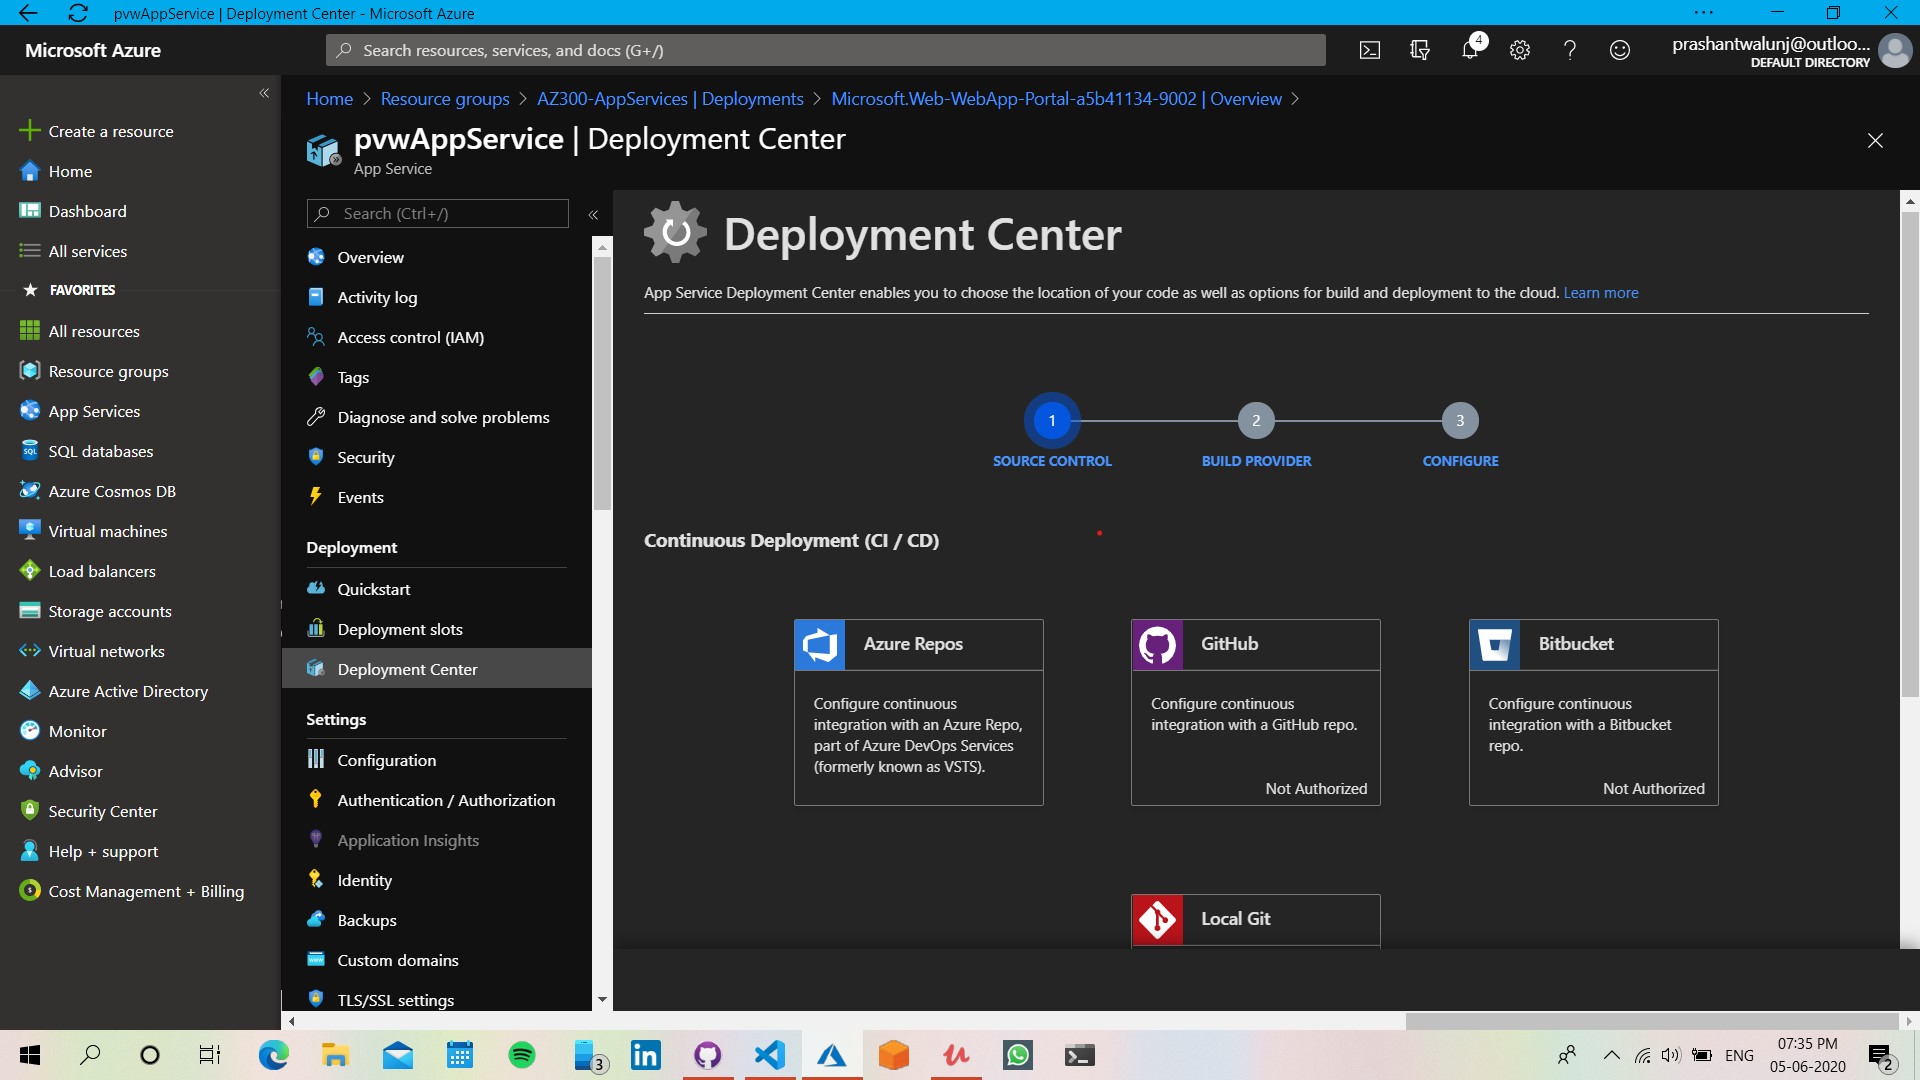 pvwAppService | Deployment Center - Microsoft Azure
Microsoft Azure
Search resources, services, and docs (G+/)
4
prashantwalunj@outloo...
DEFAULT DIRECTORY
Home > Resource groups > AZ300-AppServices | Deployments > Microsoft.Web-WebApp-Portal-a5b41134-9002 | Overview >
pvwAppService | Deployment Center
App Service
Create a resource
Home
Dashboard
All services
FAVORITES
All resources
Resource groups
App Services
SQL databases
Azure Cosmos DB
Virtual machines
Load balancers
Storage accounts
Virtual networks
Azure Active Directory
Monitor
Advisor
Security Center
Help + support
Cost Management + Billing
Search (Ctrl+/)
Overview
Activity log
Access control (IAM)
Tags
Diagnose and solve problems
Security
Events
Deployment
Quickstart
Deployment slots
Deployment Center
Settings
Configuration
Authentication / Authorization
Application Insights
Identity
Backups
Custom domains
TLS/SSL settings
Deployment Center
App Service Deployment Center enables you to choose the location of your code as well as options for build and deployment to the cloud. Learn more
1 2 3
SOURCE CONTROL BUILD PROVIDER CONFIGURE
Continuous Deployment (CI / CD)
Azure Repos
Configure continuous
integration with an Azure Repo,
part of Azure DevOps Services
(formerly known as VSTS).
GitHub
Configure continuous
integration with a GitHub repo.
Not Authorized
Bitbucket
Configure continuous
integration with a Bitbucket
repo.
Not Authorized
Local Git
3
ENG
07:35 PM
05-06-2020
2